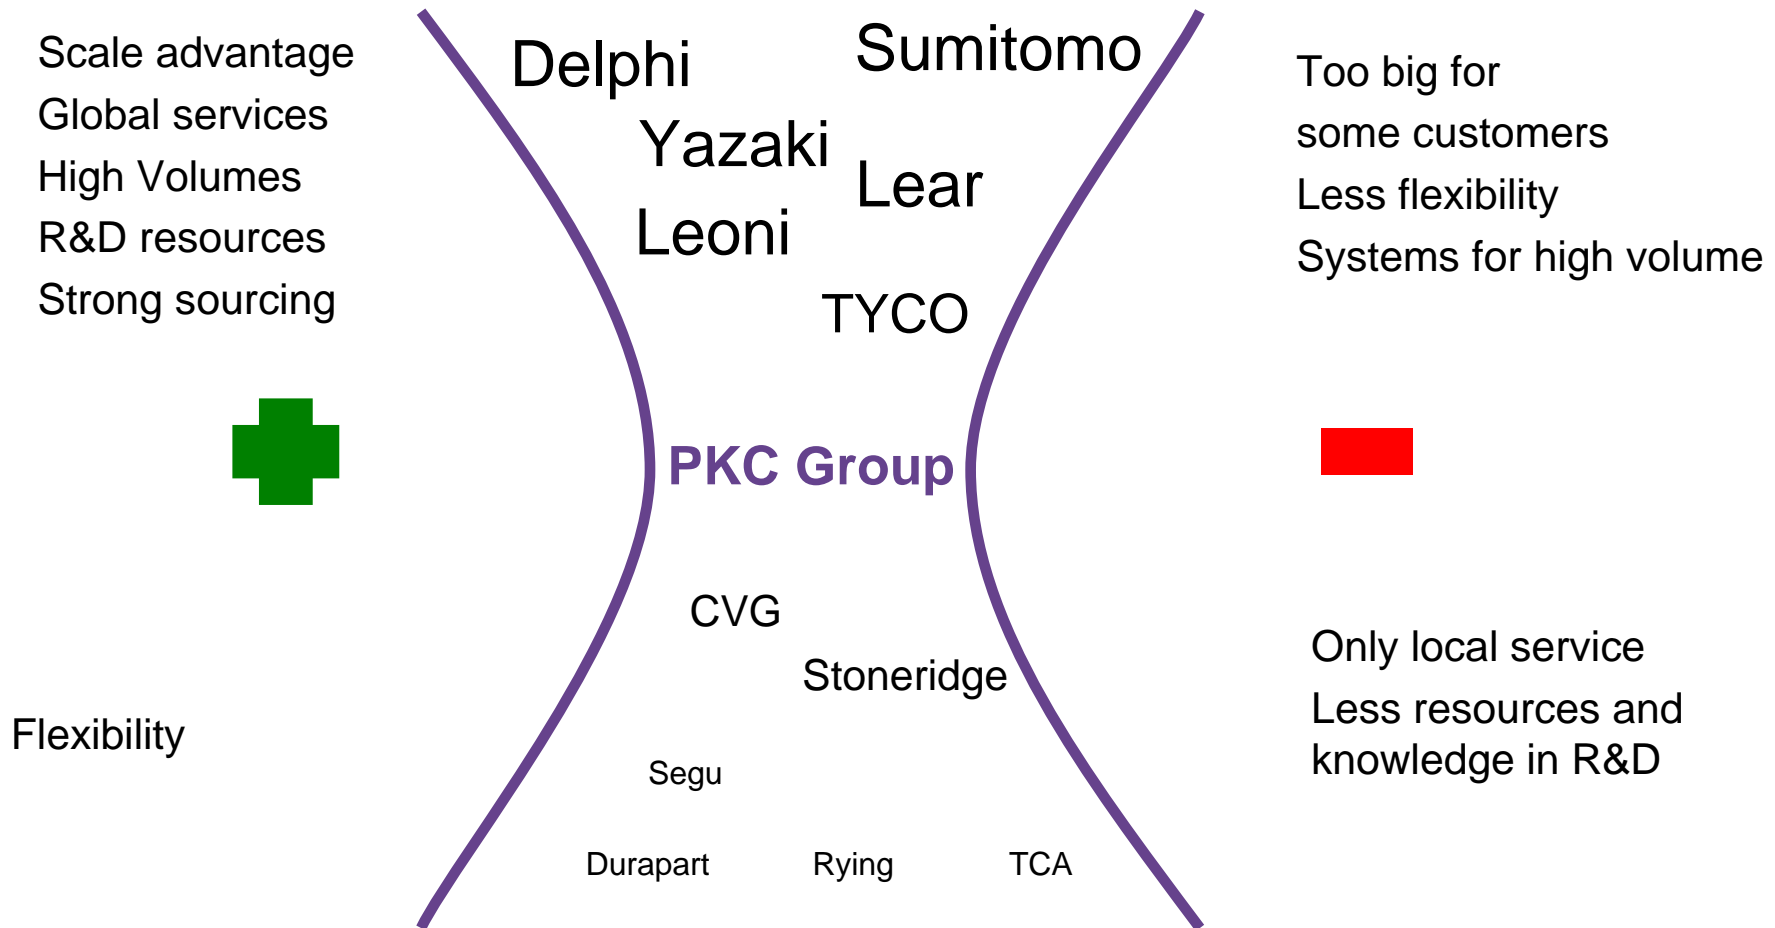 Scale advantage
Global services
High Volumes
R&D resources
Strong sourcing
Delphi
Sumitomo
Yazaki
Lear
Leoni
TYCO
Too big for
some customers
Less flexibility
Systems for high volume
PKC Group
Flexibility
CVG
Stoneridge
Segu
Durapart
Rying
TCA
Only local service
Less resources and
knowledge in R&D